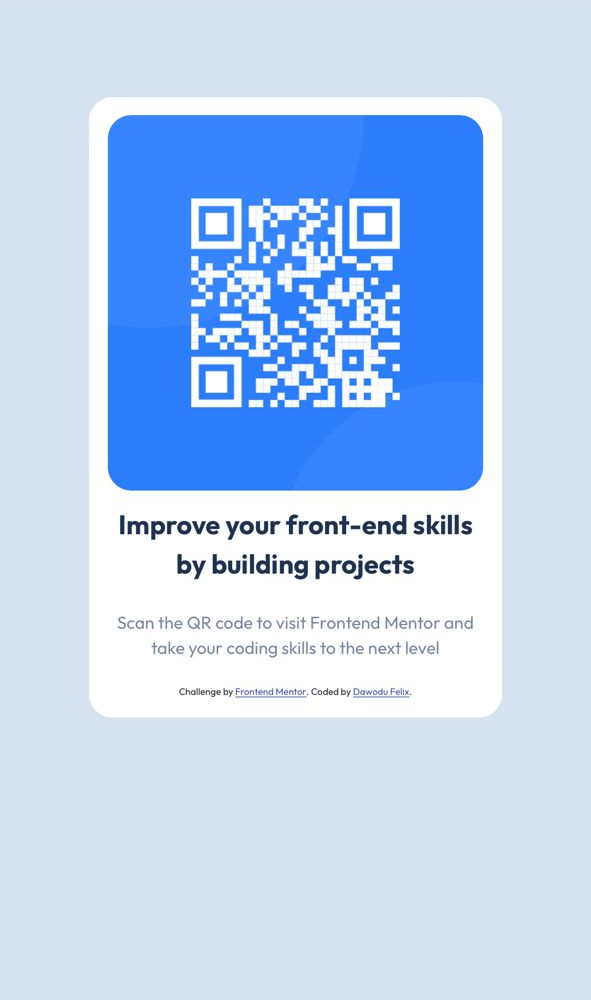 Improve your front-end skills
by building projects
Scan the QR code to visit Frontend Mentor and
take your coding skills to the next level
Challenge by Frontend Mentor. Coded by Dawodu Felix.